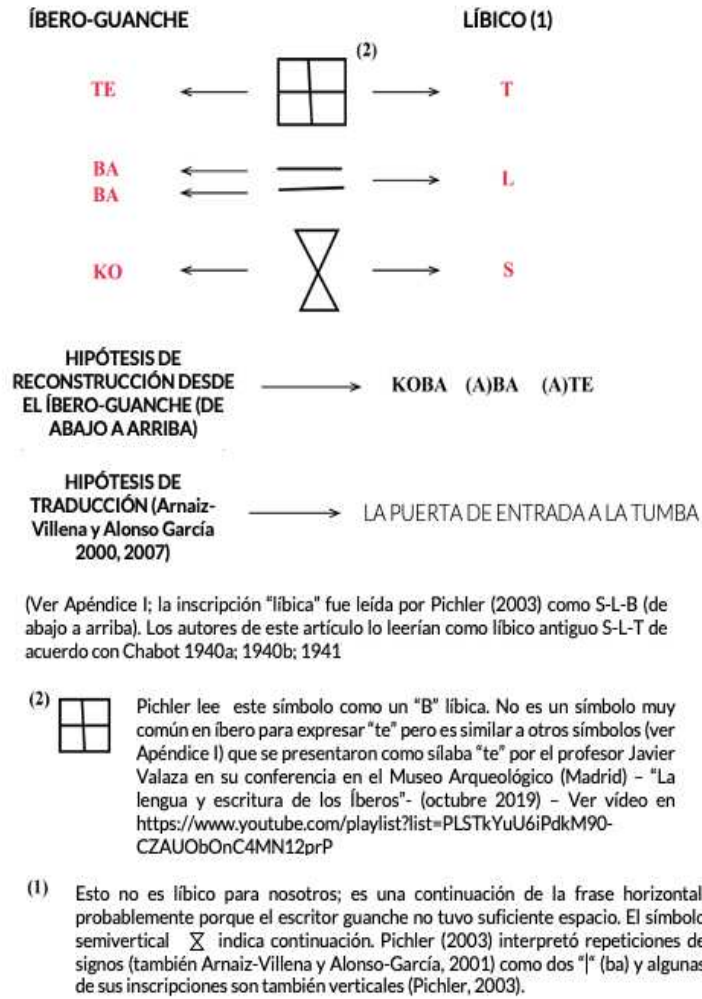 ÍBERO-GUANCHE LÍBICO (1)
(2)
TE T
BA
BA L
KO S
HIPÓTESIS DE
RECONSTRUCCIÓN DESDE
EL ÍBERO-GUANCHE (DE
ABAJO A ARRIBA)
KOBA (A)BA (A)TE
HIPÓTESIS DE
TRADUCCIÓN (Arnaiz-
Villena y Alonso García
2000, 2007)
LA PUERTA DE ENTRADA A LA TUMBA
(Ver Apéndice I; la inscripción "líbica" fue leída por Pichler (2003) como S-L-B (de
abajo a arriba). Los autores de este artículo lo leerían como líbico antiguo S-L-T de
acuerdo con Chabot 1940a; 1940b; 1941
(2) Pichler lee este símbolo como un "B" líbica. No es un símbolo muy
común en íbero para expresar "te" pero es similar a otros símbolos (ver
Apéndice I) que se presentaron como sílaba "te" por el profesor Javier
Valaza en su conferencia en el Museo Arqueológico (Madrid) – "La
lengua y escritura de los Íberos"- (octubre 2019) – Ver vídeo en
https://www.youtube.com/playlist?list=PLSTkYuU6iPdkM90-
CZAUObOnC4MN12prP
(1) Esto no es líbico para nosotros; es una continuación de la frase horizontal
probablemente porque el escritor guanche no tuvo suficiente espacio. El símbolo
semivertical indica continuación. Pichler (2003) interpretó repeticiones de
signos (también Arnaiz-Villena y Alonso-García, 2001) como dos "|" (ba) y algunas
de sus inscripciones son también verticales (Pichler, 2003).